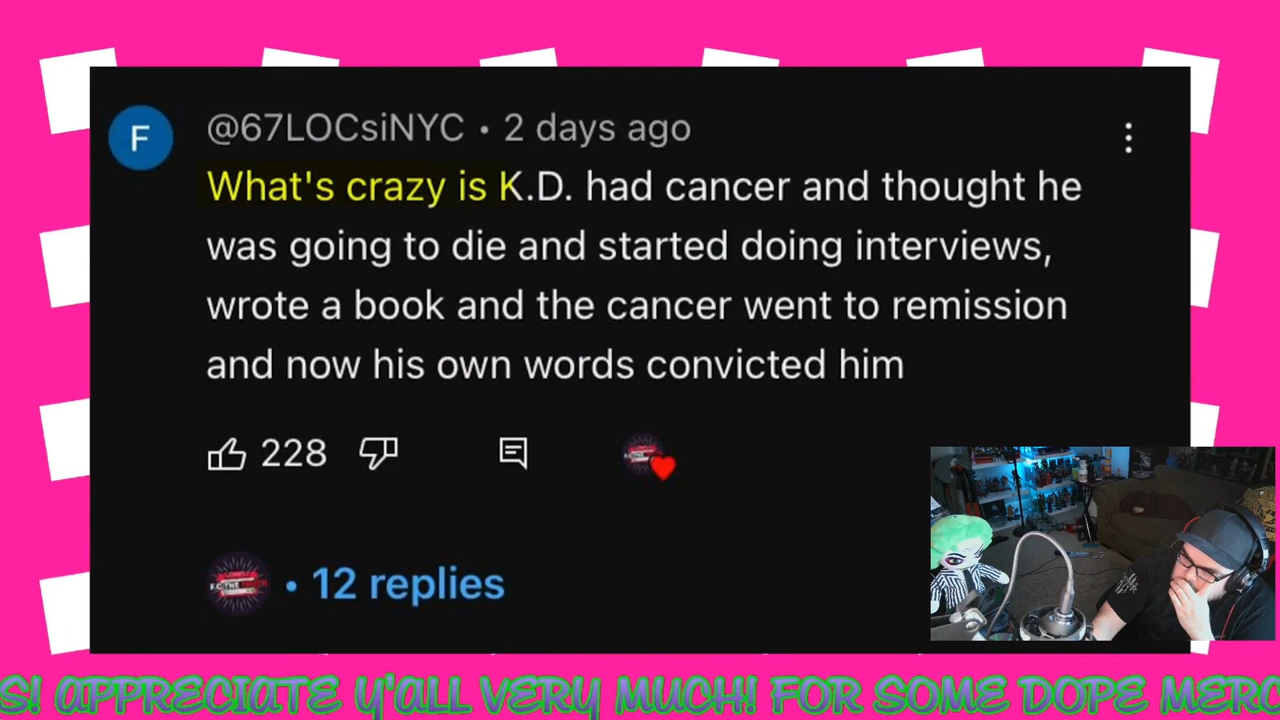 F
@67LOCsiNYC • 2 days ago
What's crazy is K.D. had cancer and thought he
was going to die and started doing interviews,
wrote a book and the cancer went to remission
and now his own words convicted him
228
• 12 replies
S! APPRECIATE Y'ALL VERY MUCH! FOR SOME DOPE MERC